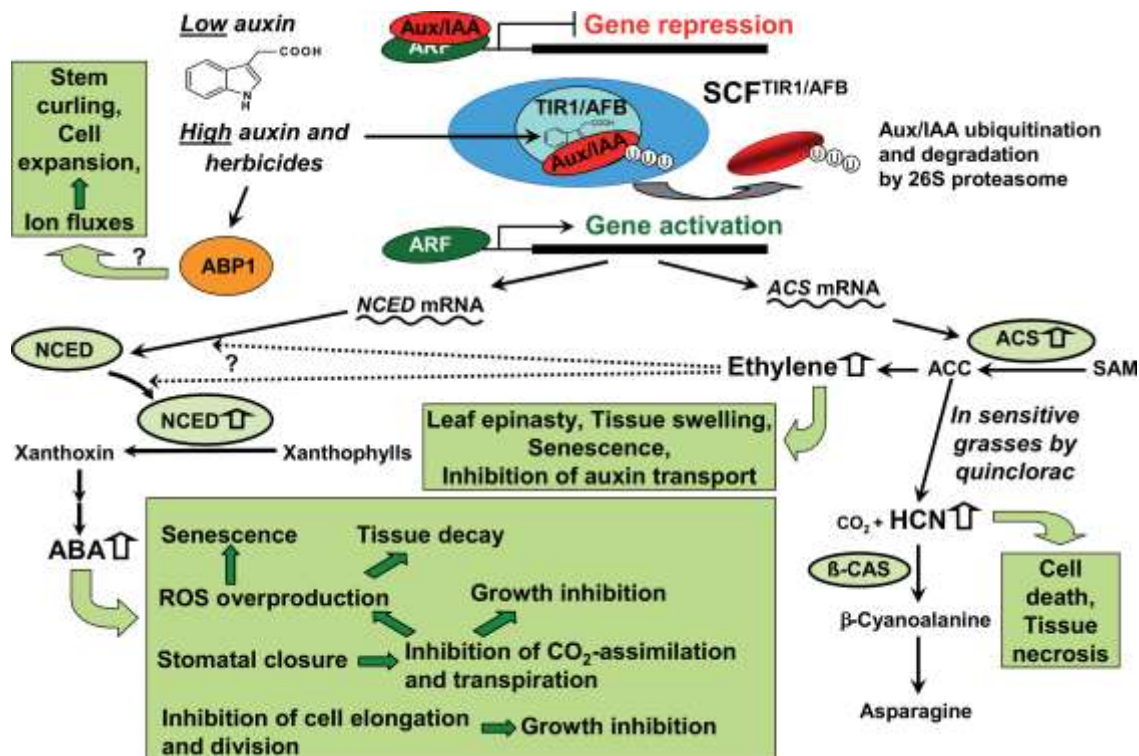 Low auxin
COOH
N
H
High auxin and
herbicides
Stem
curling,
Cell
expansion,
Ion fluxes
?
ABP1
Aux/IAA
ARF
Gene repression
TIR1/AFB
COOH
Aux/IAA
U U U
SCF^TIR1/AFB
U U U
Aux/IAA ubiquitination
and degradation
by 26S proteasome
ARF
Gene activation
NCED mRNA
ACS mRNA
NCED
?
Ethylene
ACC
ACS
SAM
NCED
Xanthoxin
Xanthophylls
Leaf epinasty, Tissue swelling,
Senescence,
Inhibition of auxin transport
In sensitive
grasses by
quinclorac
ABA
Senescence
Tissue decay
ROS overproduction
Growth inhibition
Stomatal closure
Inhibition of CO₂-assimilation
and transpiration
Inhibition of cell elongation
and division
Growth inhibition
CO₂ + HCN
ß-CAS
β-Cyanoalanine
Asparagine
Cell
death,
Tissue
necrosis